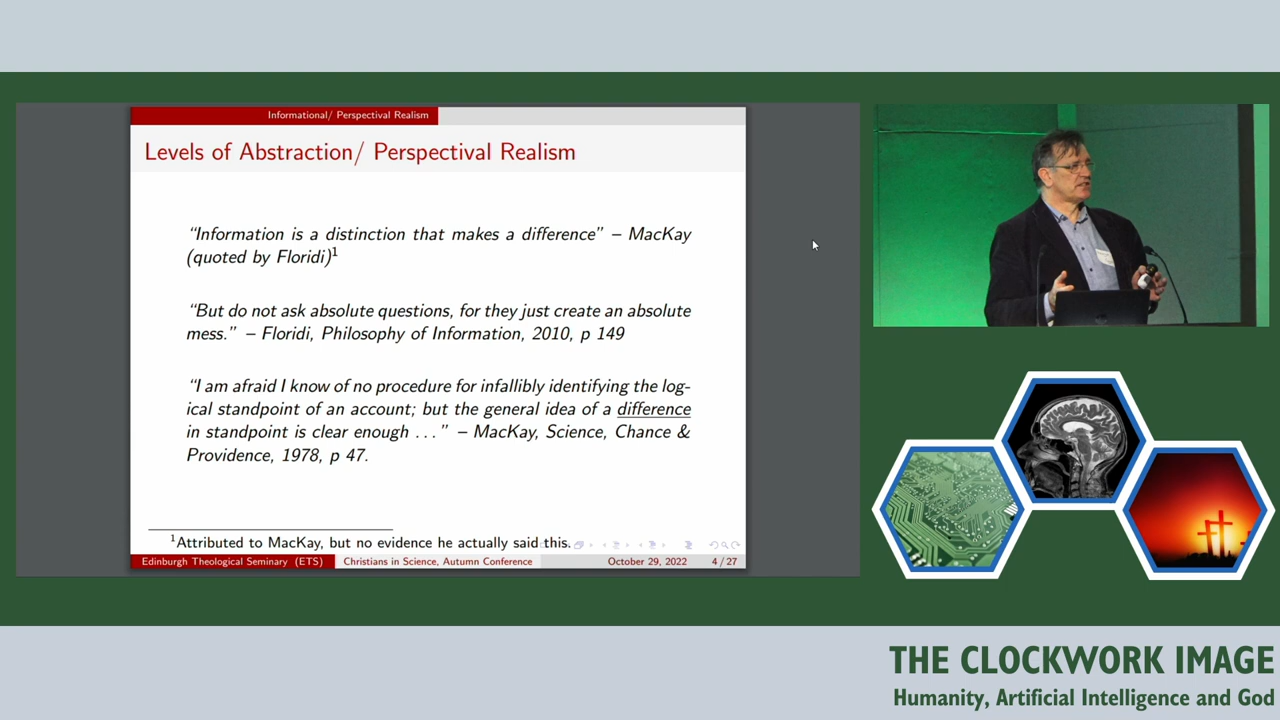 Informational/ Perspectival Realism
Levels of Abstraction/ Perspectival Realism
“Information is a distinction that makes a difference” – MacKay
(quoted by Floridi)1
“But do not ask absolute questions, for they just create an absolute
mess.” – Floridi, Philosophy of Information, 2010, p 149
“I am afraid I know of no procedure for infallibly identifying the log-
ical standpoint of an account; but the general idea of a difference
in standpoint is clear enough . . . ” – MacKay, Science, Chance &
Providence, 1978, p 47.
1Attributed to MacKay, but no evidence he actually said this.
Edinburgh Theological Seminary (ETS) Christians in Science, Autumn Conference October 29, 2022 4 / 27
THE CLOCKWORK IMAGE
Humanity, Artificial Intelligence and God